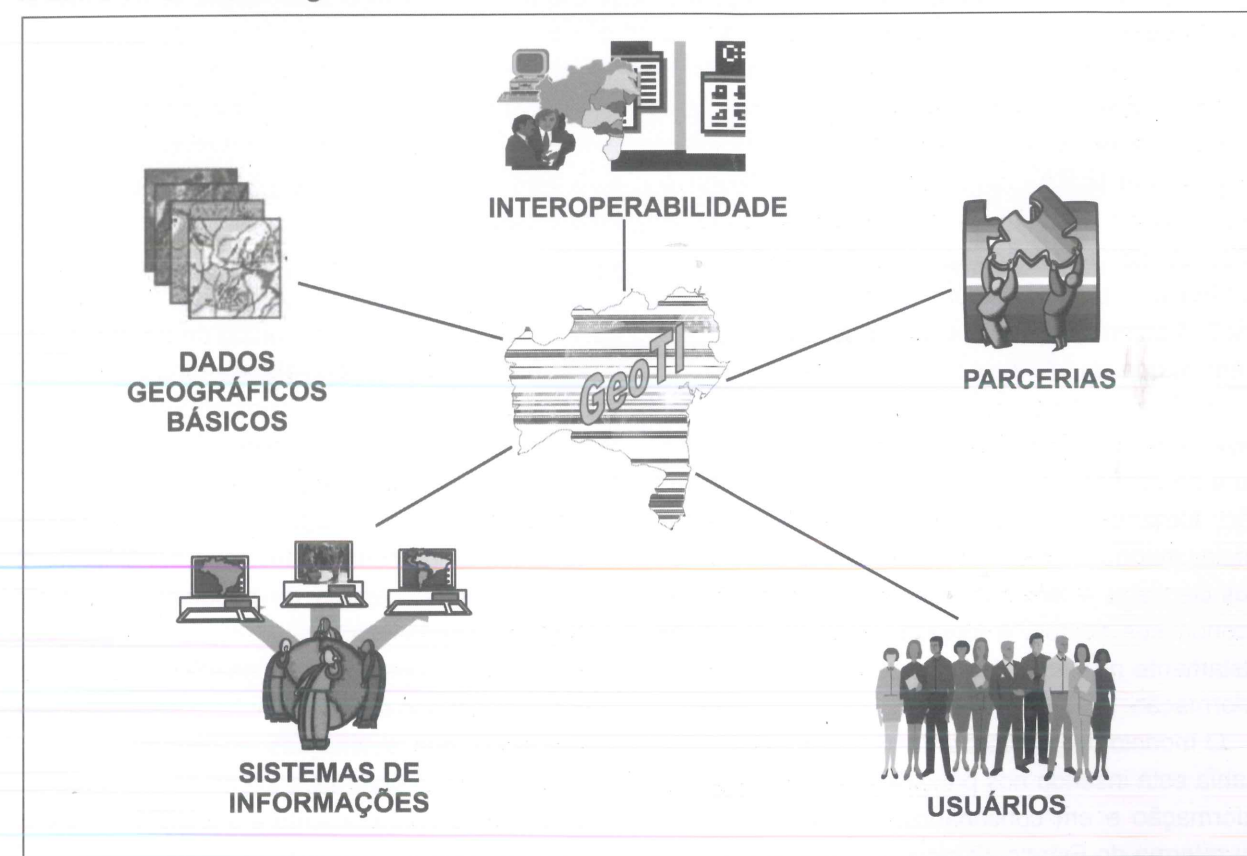 INTEROPERABILIDADE
DADOS
GEOGRÁFICOS
BÁSICOS
GeoTI
PARCERIAS
SISTEMAS DE
INFORMAÇÕES
USUÁRIOS
C: